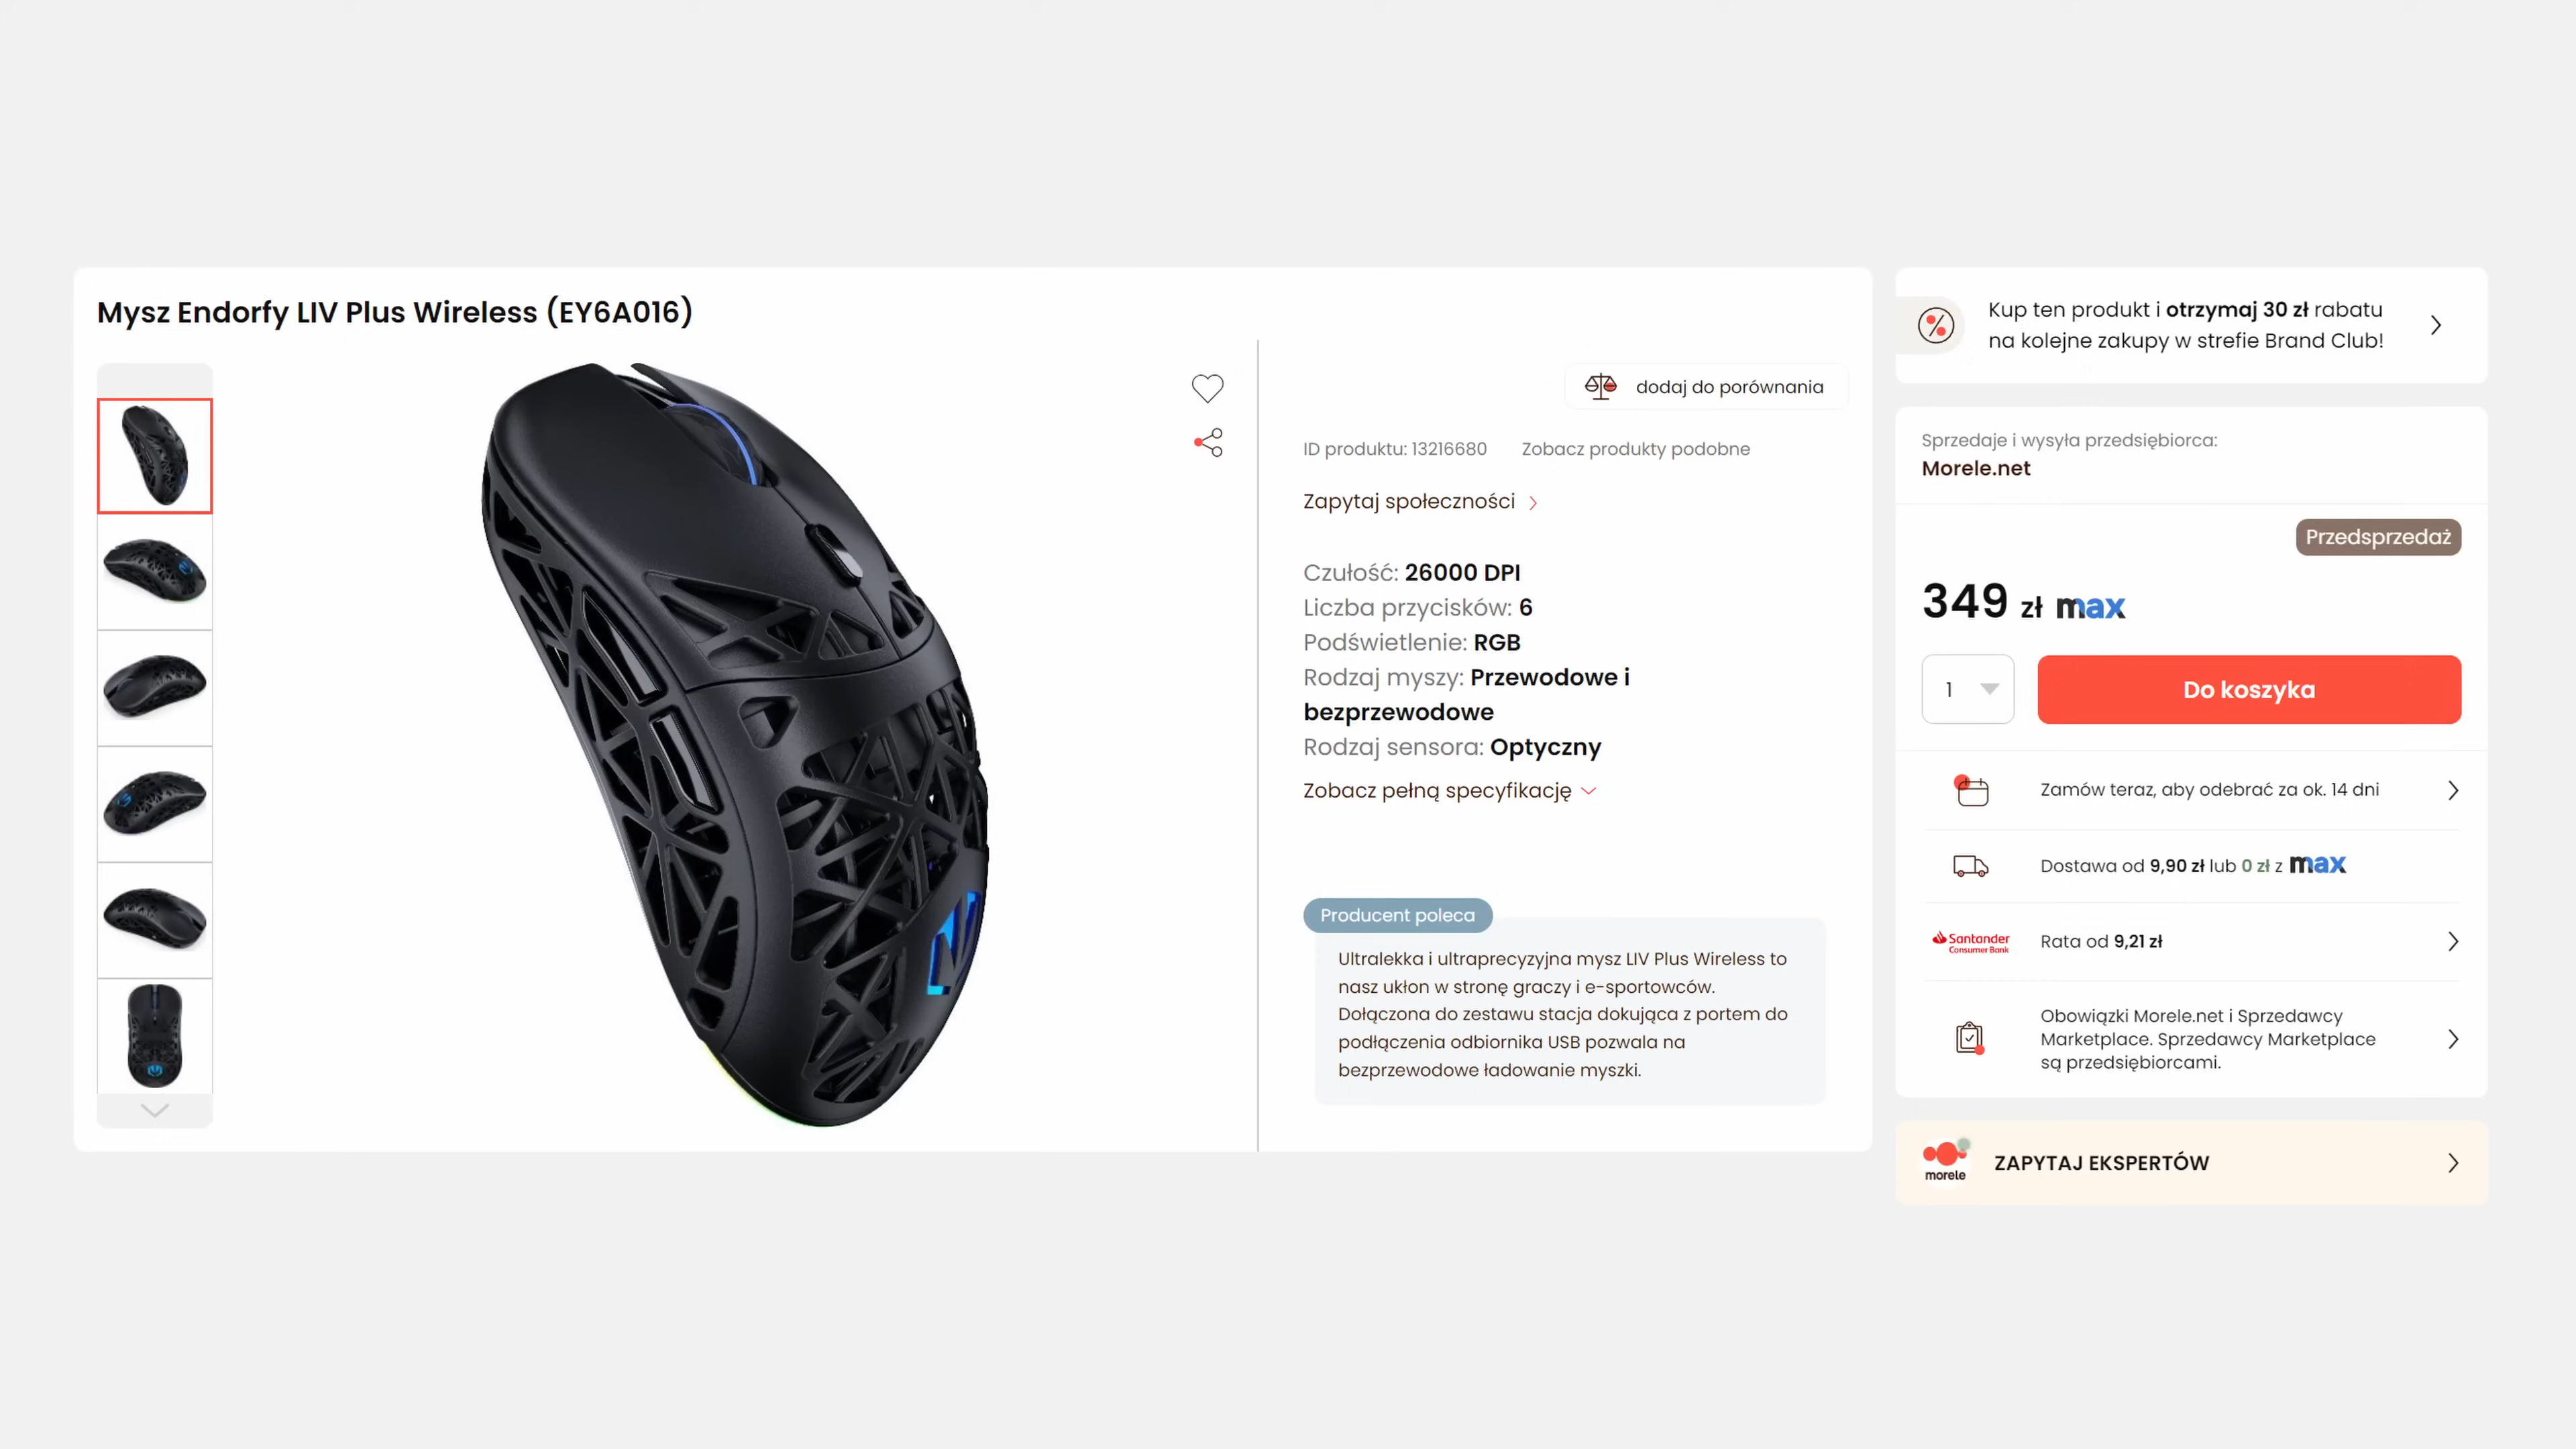 Mysz Endorfy LIV Plus Wireless (EY6A016)
dodaj do porównania
ID produktu: 13216680
Zobacz produkty podobne
Zapytaj społeczności
Czułość: 26000 DPI
Liczba przycisków: 6
Podświetlenie: RGB
Rodzaj myszy: Przewodowe i
bezprzewodowe
Rodzaj sensora: Optyczny
Zobacz pełną specyfikację
Producent poleca
Ultralekka i ultraprecyzyjna mysz LIV Plus Wireless to
nasz ukłon w stronę graczy i e-sportowców.
Dołączona do zestawu stacja dokująca z portem do
podłączenia odbiornika USB pozwala na
bezprzewodowe ładowanie myszki.
Kup ten produkt i otrzymaj 30 zł rabatu
na kolejne zakupy w strefie Brand Club!
Sprzedaje i wysyła przedsiębiorca:
Morele.net
Przedsprzedaż
349 zł max
1
Do koszyka
Zamów teraz, aby odebrać za ok. 14 dni
Dostawa od 9,90 zł lub 0 zł z max
Santander
Consumer Bank
Rata od 9,21 zł
Obowiązki Morele.net i Sprzedawcy
Marketplace. Sprzedawcy Marketplace
są przedsiębiorcami.
morele
ZAPYTAJ EKSPERTÓW